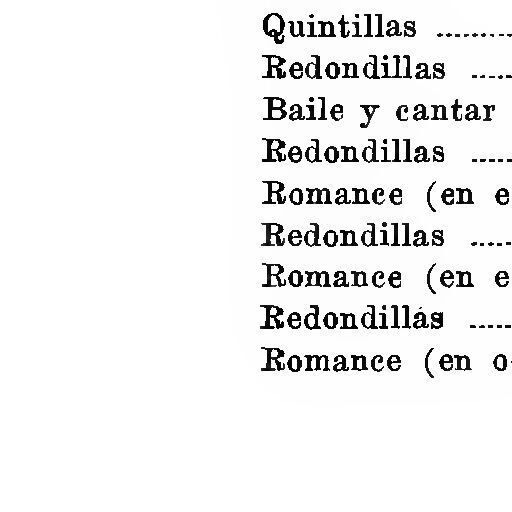 Quintillas .........
Redondillas .....
Baile y cantar
Redondillas .....
Romance (en e
Redondillas .....
Romance (en e
Redondillás .....
Romance (en o-